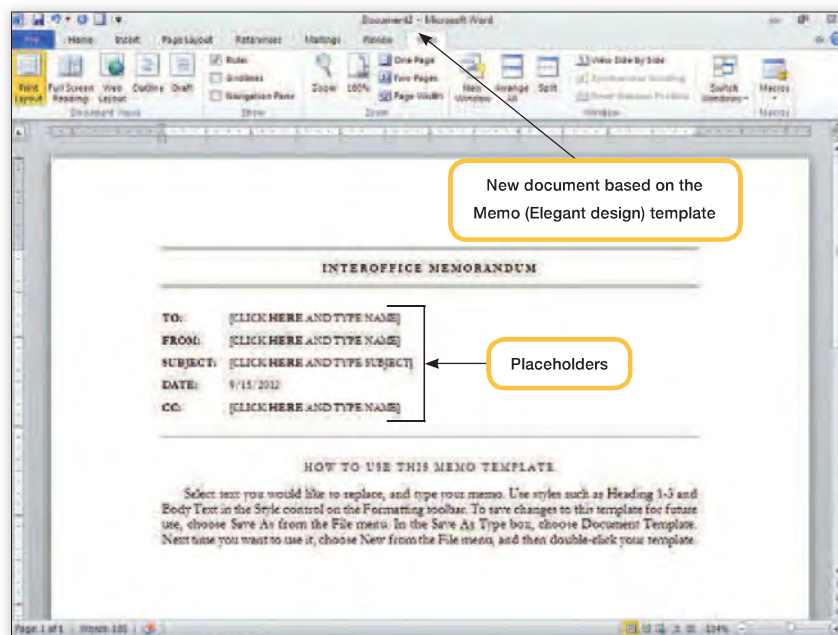 Document2 - Microsoft Word
File Home Insert Page Layout References Mailings Review
Print Layout
Full Screen Reading
Web Layout
Outline
Draft
Document Views
Ruler
Gridlines
Navigation Pane
Show
Zoom
100%
One Page
Two Pages
Page Width
Zoom
New Window
Arrange All
Split
View Side by Side
Window
Switch Windows
Macros
Macros
New document based on the
Memo (Elegant design) template
INTEROFFICE MEMORANDUM
TO: [CLICK HERE AND TYPE NAME]
FROM: [CLICK HERE AND TYPE NAME]
SUBJECT: [CLICK HERE AND TYPE SUBJECT]
DATE: 9/15/2012
CC: [CLICK HERE AND TYPE NAME]
Placeholders
HOW TO USE THIS MEMO TEMPLATE
Select text you would like to replace, and type your memo. Use styles such as Heading 1-3 and
Body Text in the Style control on the Formatting toolbar. To save changes to this template for future
use, choose Save As from the File menu. In the Save As Type box, choose Document Template.
Next time you want to use it, choose New from the File menu, and then double-click your template.
Page 1 of 1 Words: 100